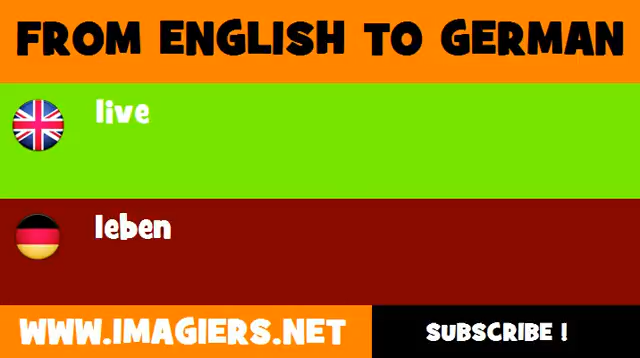 FROM ENGLISH TO GERMAN
live
leben
WWW.IMAGIERS.NET
SUBSCRIBE !